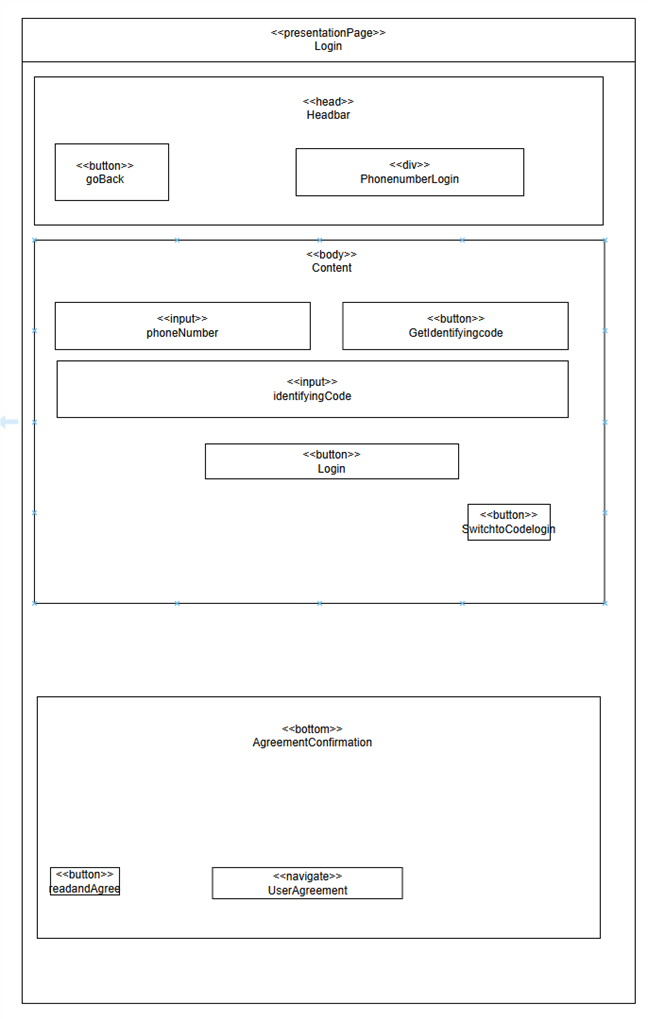 <<presentationPage>>
Login
<<head>>
Headbar
<<button>>
goBack
<<div>>
PhonenumberLogin
<<body>>
Content
<<input>>
phoneNumber
<<button>>
GetIdentifyingcode
<<input>>
identifyingCode
<<button>>
Login
<<button>>
SwitchtoCodelogin
<<bottom>>
AgreementConfirmation
<<button>>
readandAgree
<<navigate>>
UserAgreement